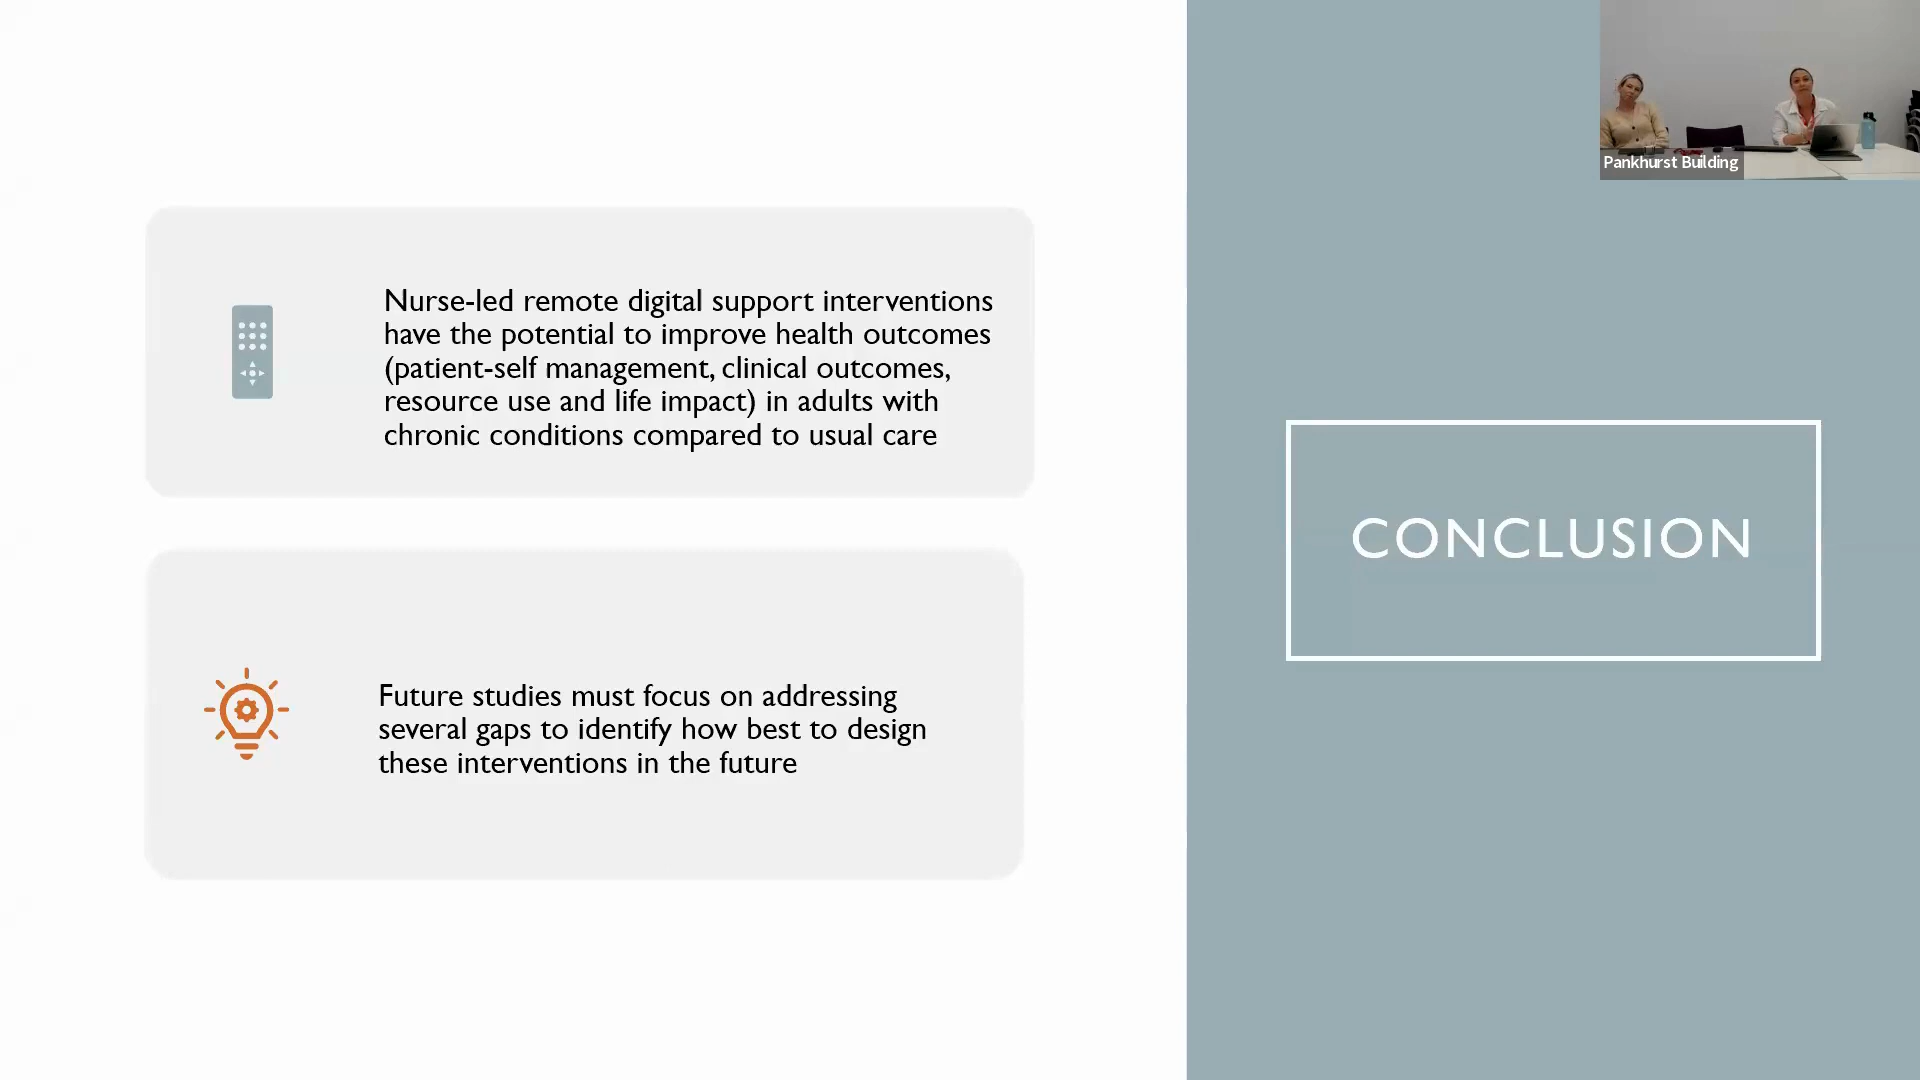 Nurse-led remote digital support interventions
have the potential to improve health outcomes
(patient-self management, clinical outcomes,
resource use and life impact) in adults with
chronic conditions compared to usual care
Future studies must focus on addressing
several gaps to identify how best to design
these interventions in the future
CONCLUSION
Pankhurst Building